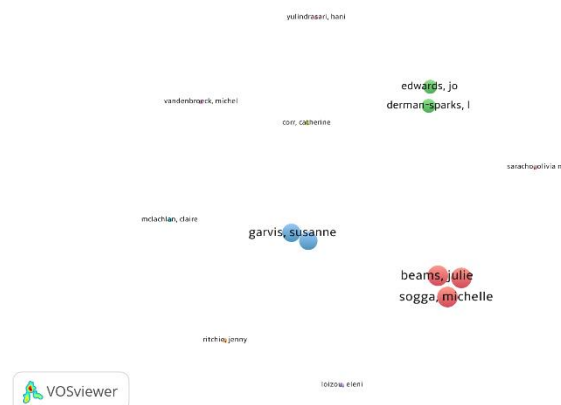 yulindrasari, hani
edwards, jo
vandenbroeck, michel
derman-sparks, l
corr, catherine
saracho, olivia n
mclachlan, claire
garvis, susanne
beams, julie
sogga, michelle
ritchie, jenny
loizou, eleni
VOSviewer